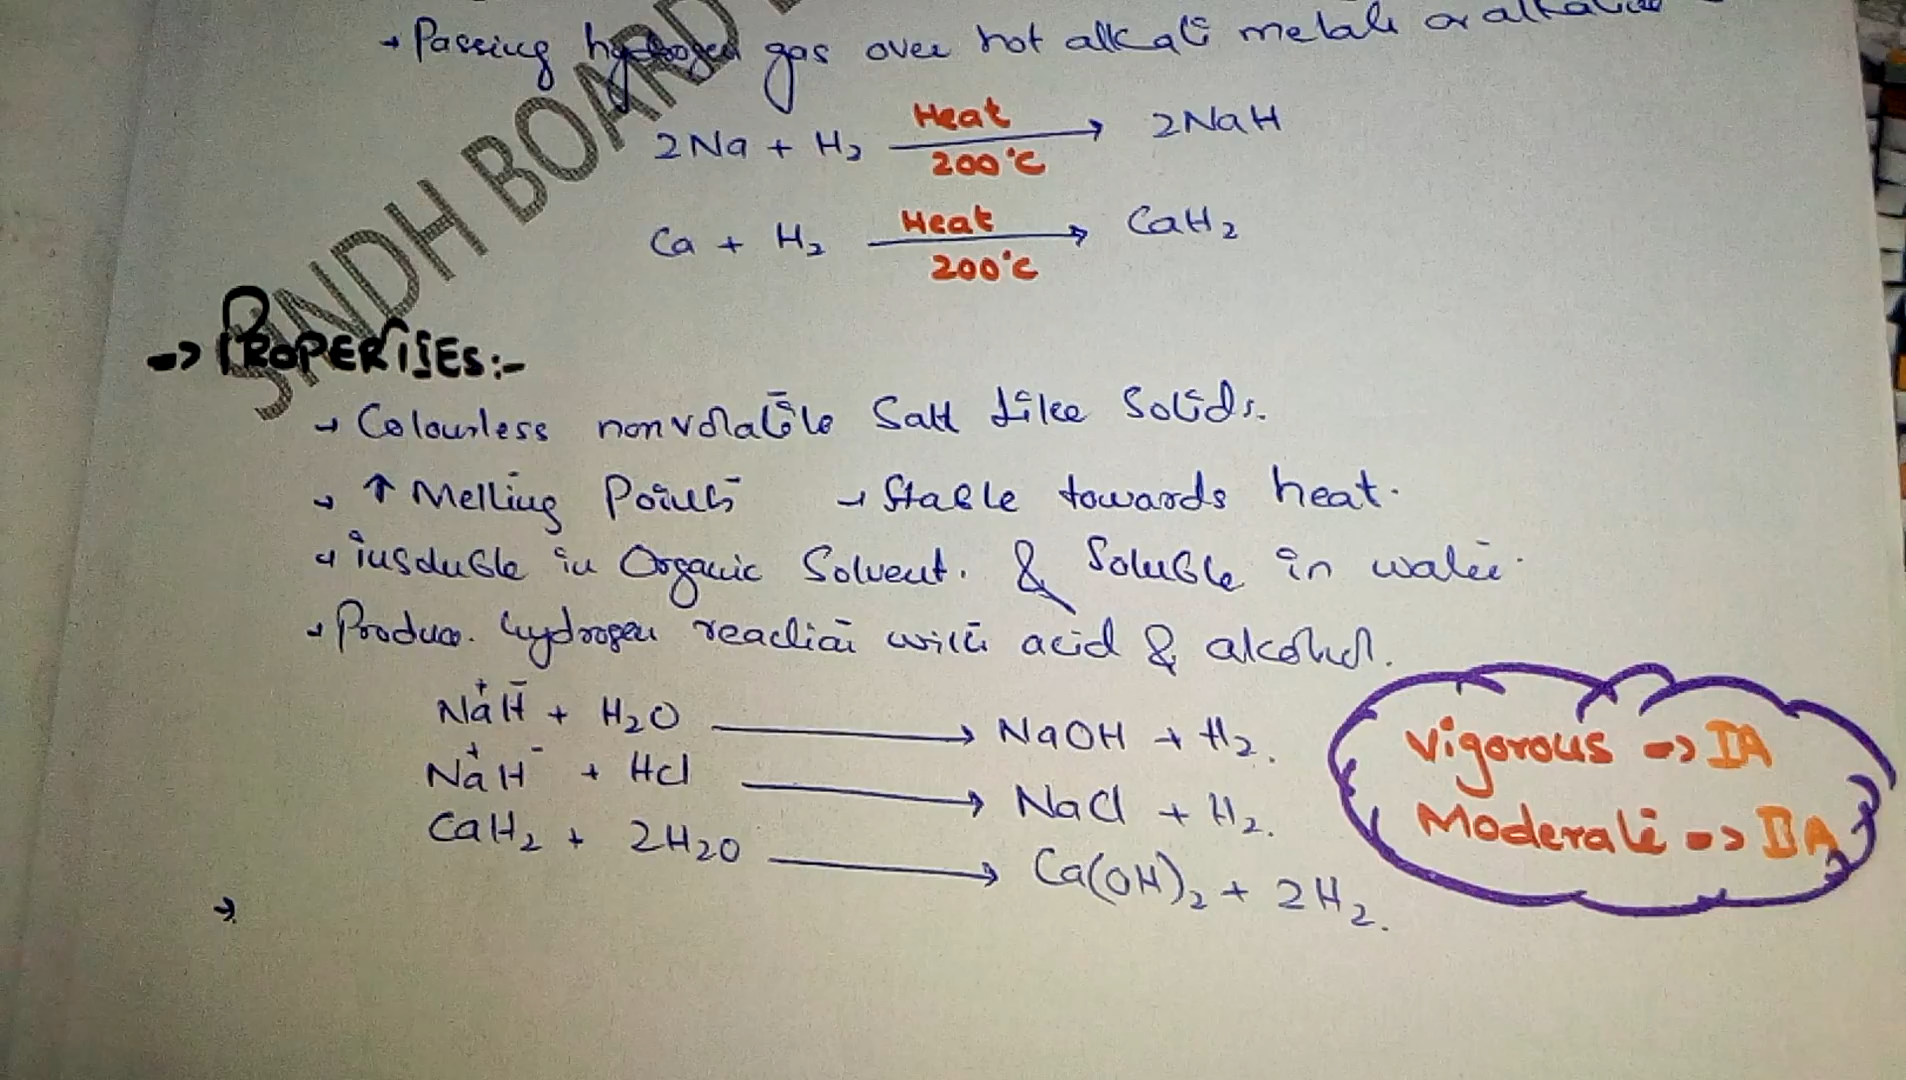 → Passing hydrogen gas over hot alkali metals or alkaline
2Na + H₂ Heat 200°C → 2NaH
Ca + H₂ Heat 200°C → CaH₂
SINDH BOARD
=> PROPERTIES:-
→ Colourless nonvolatile Salt Like Solids.
→ ↑ Melting Points → Stable towards heat.
→ insoluble in Organic Solvent. & Soluble in water.
→ Produce. hydrogen reaction with acid & alcohol.
Na⁺H⁻ + H₂O → NaOH + H₂.
Na⁺H⁻ + HCl → NaCl + H₂.
CaH₂ + 2H₂O → Ca(OH)₂ + 2H₂.
Vigorous => IA
Moderate => IIA
→